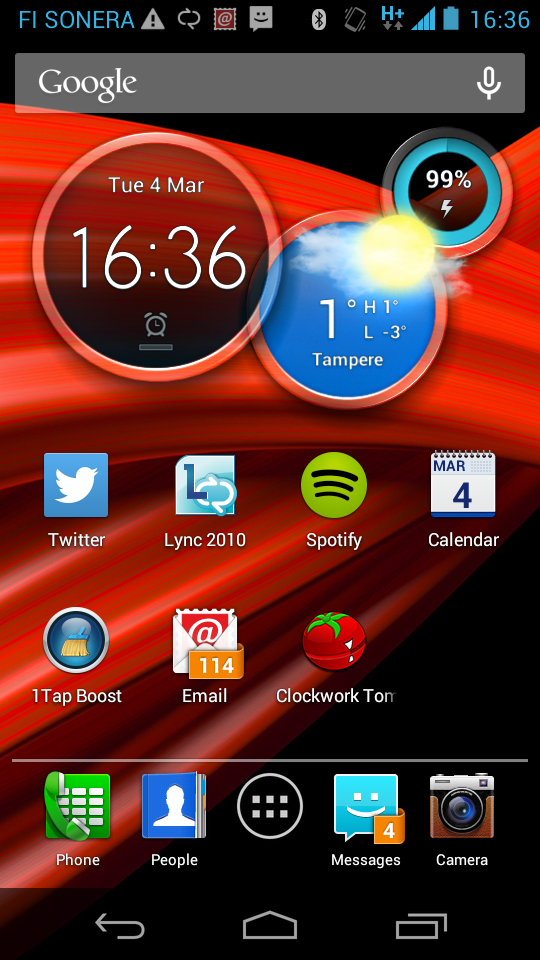 FI SONERA H+ 16:36
Google
Tue 4 Mar
16:36
99%
1° H 1°
L -3°
Tampere
MAR
4
Twitter Lync 2010 Spotify Calendar
114
1Tap Boost Email Clockwork Tom
4
Phone People Messages Camera